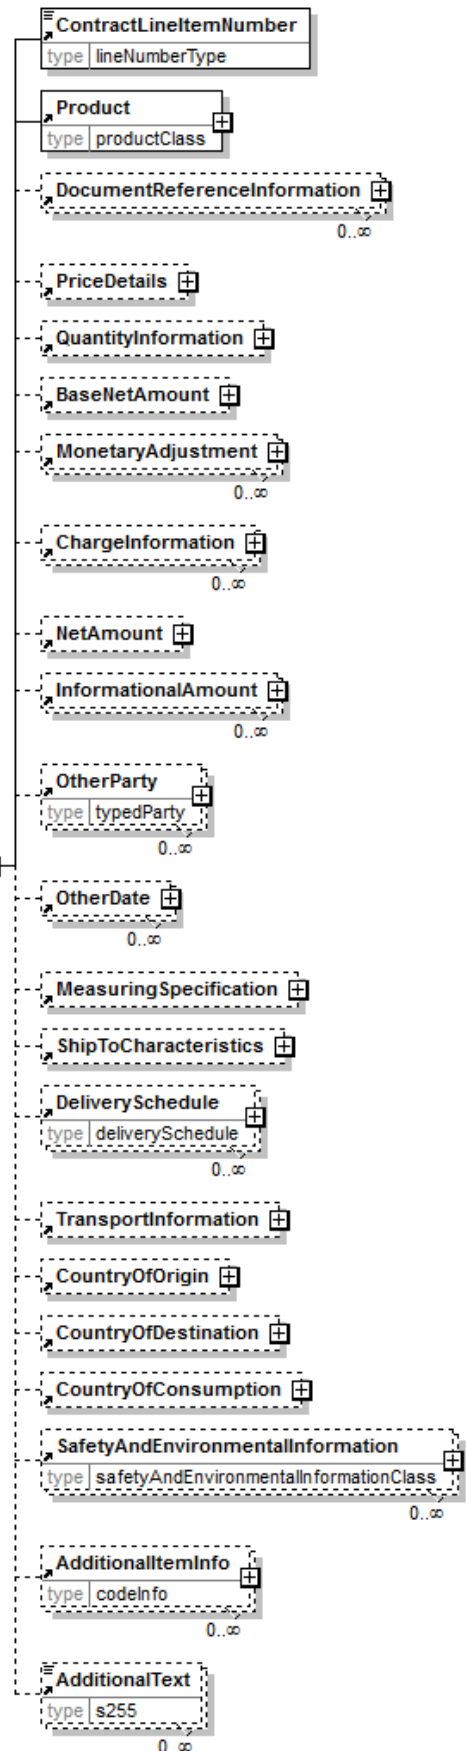 ContractLineItemNumber
type lineNumberType
Product
type productClass
DocumentReferenceInformation
0..∞
PriceDetails
QuantityInformation
BaseNetAmount
MonetaryAdjustment
0..∞
ChargeInformation
0..∞
NetAmount
InformationalAmount
0..∞
OtherParty
type typedParty
0..∞
OtherDate
0..∞
MeasuringSpecification
ShipToCharacteristics
DeliverySchedule
type deliverySchedule
0..∞
TransportInformation
CountryOfOrigin
CountryOfDestination
CountryOfConsumption
SafetyAndEnvironmentalInformation
type safetyAndEnvironmentalInformationClass
0..∞
AdditionalItemInfo
type codeInfo
0..∞
AdditionalText
type s255
0..∞